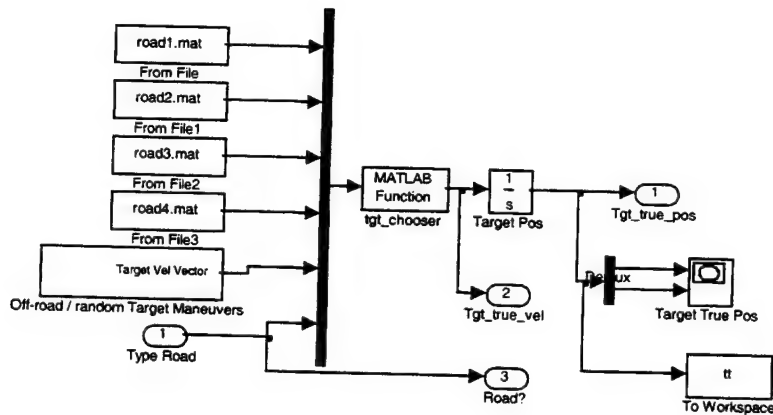 road1.mat
From File
road2.mat
From File1
road3.mat
From File2
road4.mat
From File3
Target Vel Vector
Off-road / random Target Maneuvers
1
Type Road
MATLAB
Function
tgt_chooser
1
s
Target Pos
1
Tgt_true_pos
2
Tgt_true_vel
Demux
Target True Pos
3
Road?
tt
To Workspace